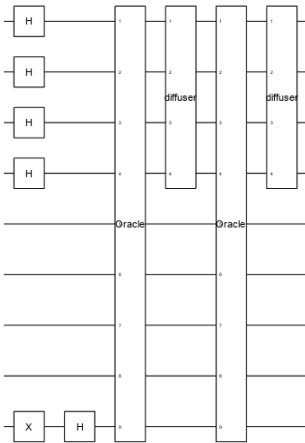 H 1 1 1 1
H 2 2 2 2
diffuser diffuser
H 3 3 3 3
H 4 4 4 4
Oracle Oracle
6 6
7 7
8 8
X H 9 9